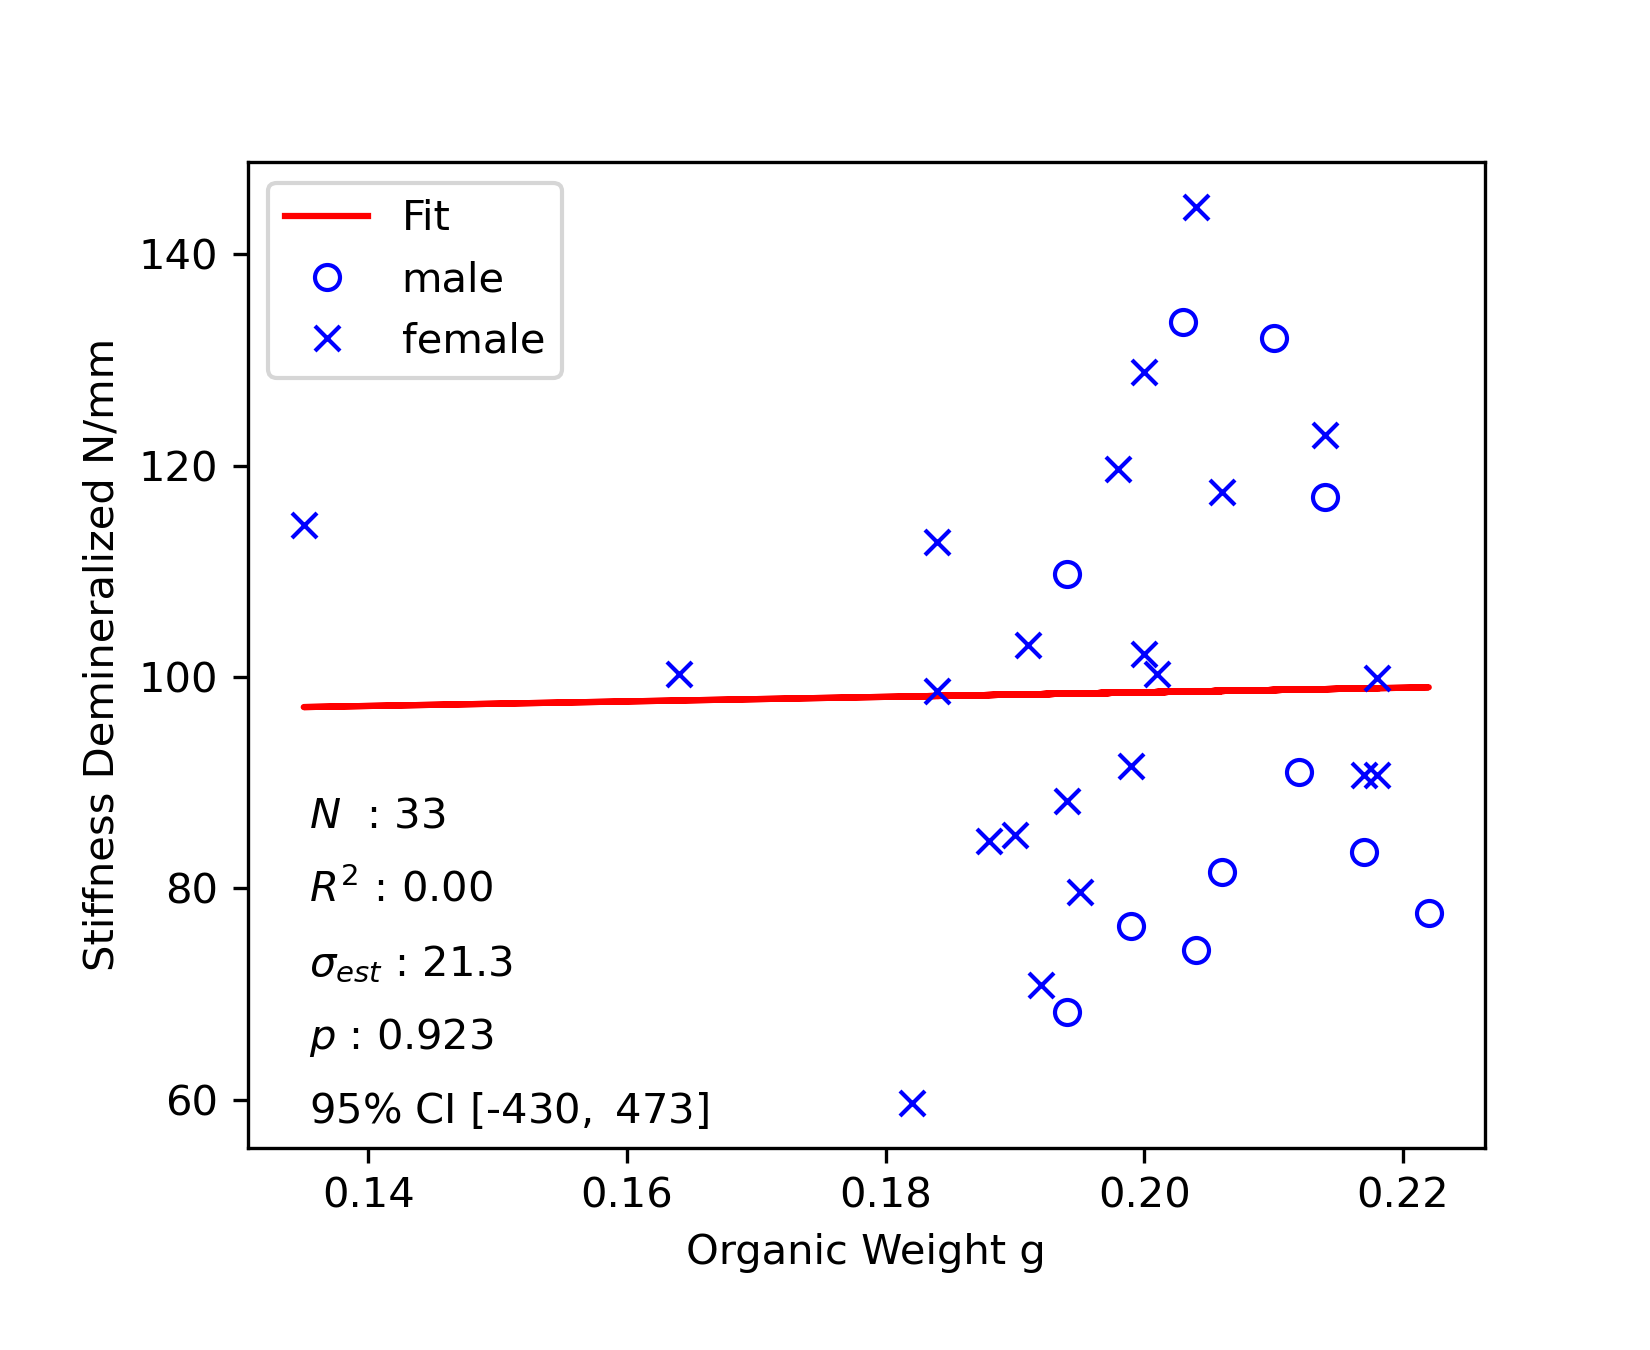 Fit
male
female
140
120
100
80
60
Stiffness Demineralized N/mm
N : 33
R² : 0.00
σest : 21.3
p : 0.923
95% CI [-430, 473]
0.14 0.16 0.18 0.20 0.22
Organic Weight g